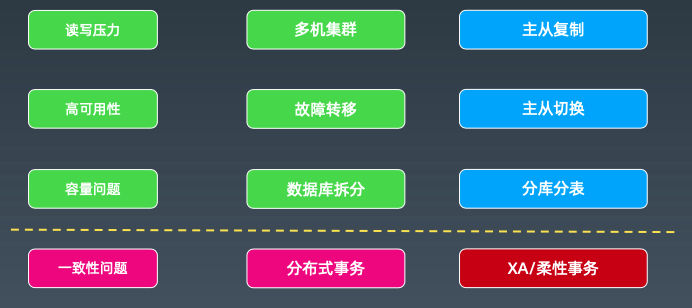 读写压力 多机集群 主从复制
高可用性 故障转移 主从切换
容量问题 数据库拆分 分库分表
一致性问题 分布式事务 XA/柔性事务